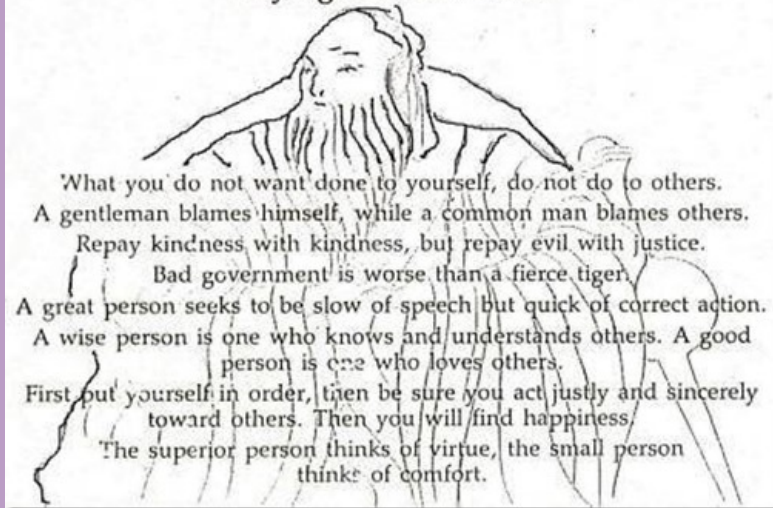 What you do not want done to yourself, do not do to others.
A gentleman blames himself, while a common man blames others.
Repay kindness with kindness, but repay evil with justice.
Bad government is worse than a fierce tiger.
A great person seeks to be slow of speech but quick of correct action.
A wise person is one who knows and understands others. A good
person is one who loves others.
First put yourself in order, then be sure you act justly and sincerely
toward others. Then you will find happiness.
The superior person thinks of virtue, the small person
thinks of comfort.